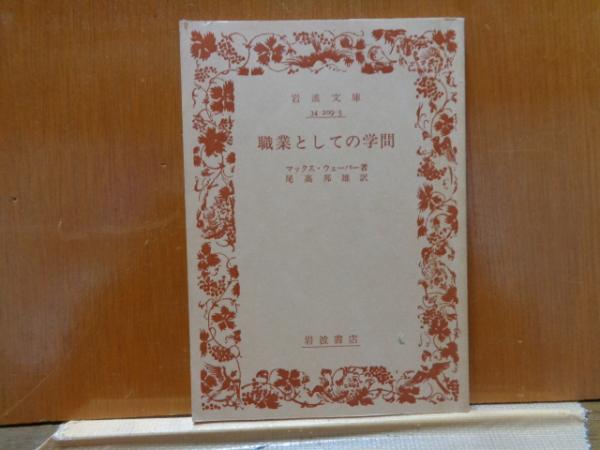 岩波文庫
34-209-5
職業としての学問
マックス・ウェーバー著
尾高邦雄訳
岩波書店